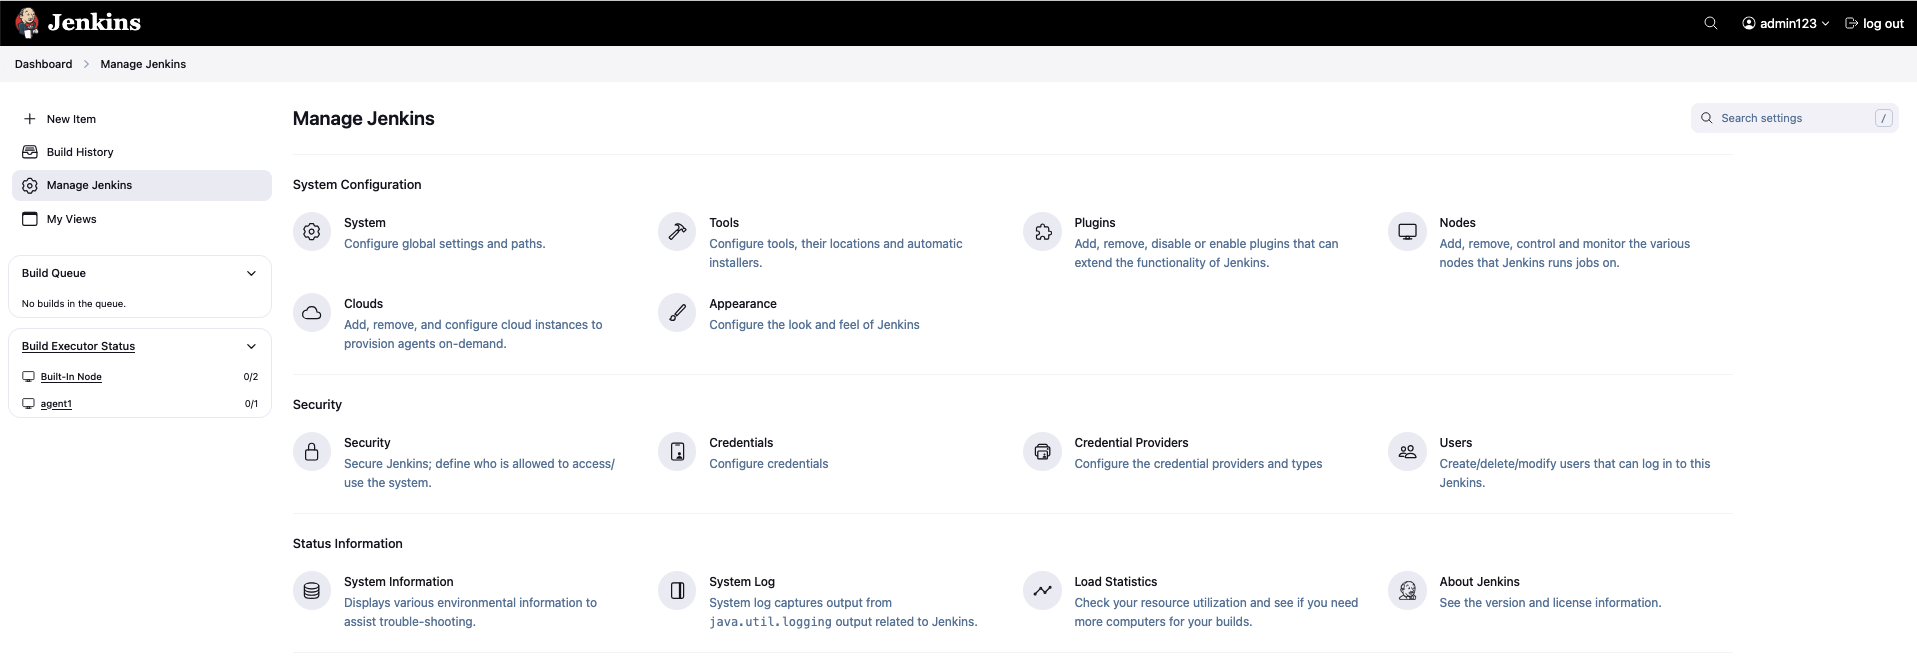 Jenkins
admin123
log out
Dashboard > Manage Jenkins
New Item
Build History
Manage Jenkins
My Views
Build Queue
No builds in the queue.
Build Executor Status
Built-In Node 0/2
agent1 0/1
Manage Jenkins
Search settings /
System Configuration
System
Configure global settings and paths.
Tools
Configure tools, their locations and automatic
installers.
Plugins
Add, remove, disable or enable plugins that can
extend the functionality of Jenkins.
Nodes
Add, remove, control and monitor the various
nodes that Jenkins runs jobs on.
Clouds
Add, remove, and configure cloud instances to
provision agents on-demand.
Appearance
Configure the look and feel of Jenkins
Security
Security
Secure Jenkins; define who is allowed to access/
use the system.
Credentials
Configure credentials
Credential Providers
Configure the credential providers and types
Users
Create/delete/modify users that can log in to this
Jenkins.
Status Information
System Information
Displays various environmental information to
assist trouble-shooting.
System Log
System log captures output from
java.util.logging output related to Jenkins.
Load Statistics
Check your resource utilization and see if you need
more computers for your builds.
About Jenkins
See the version and license information.